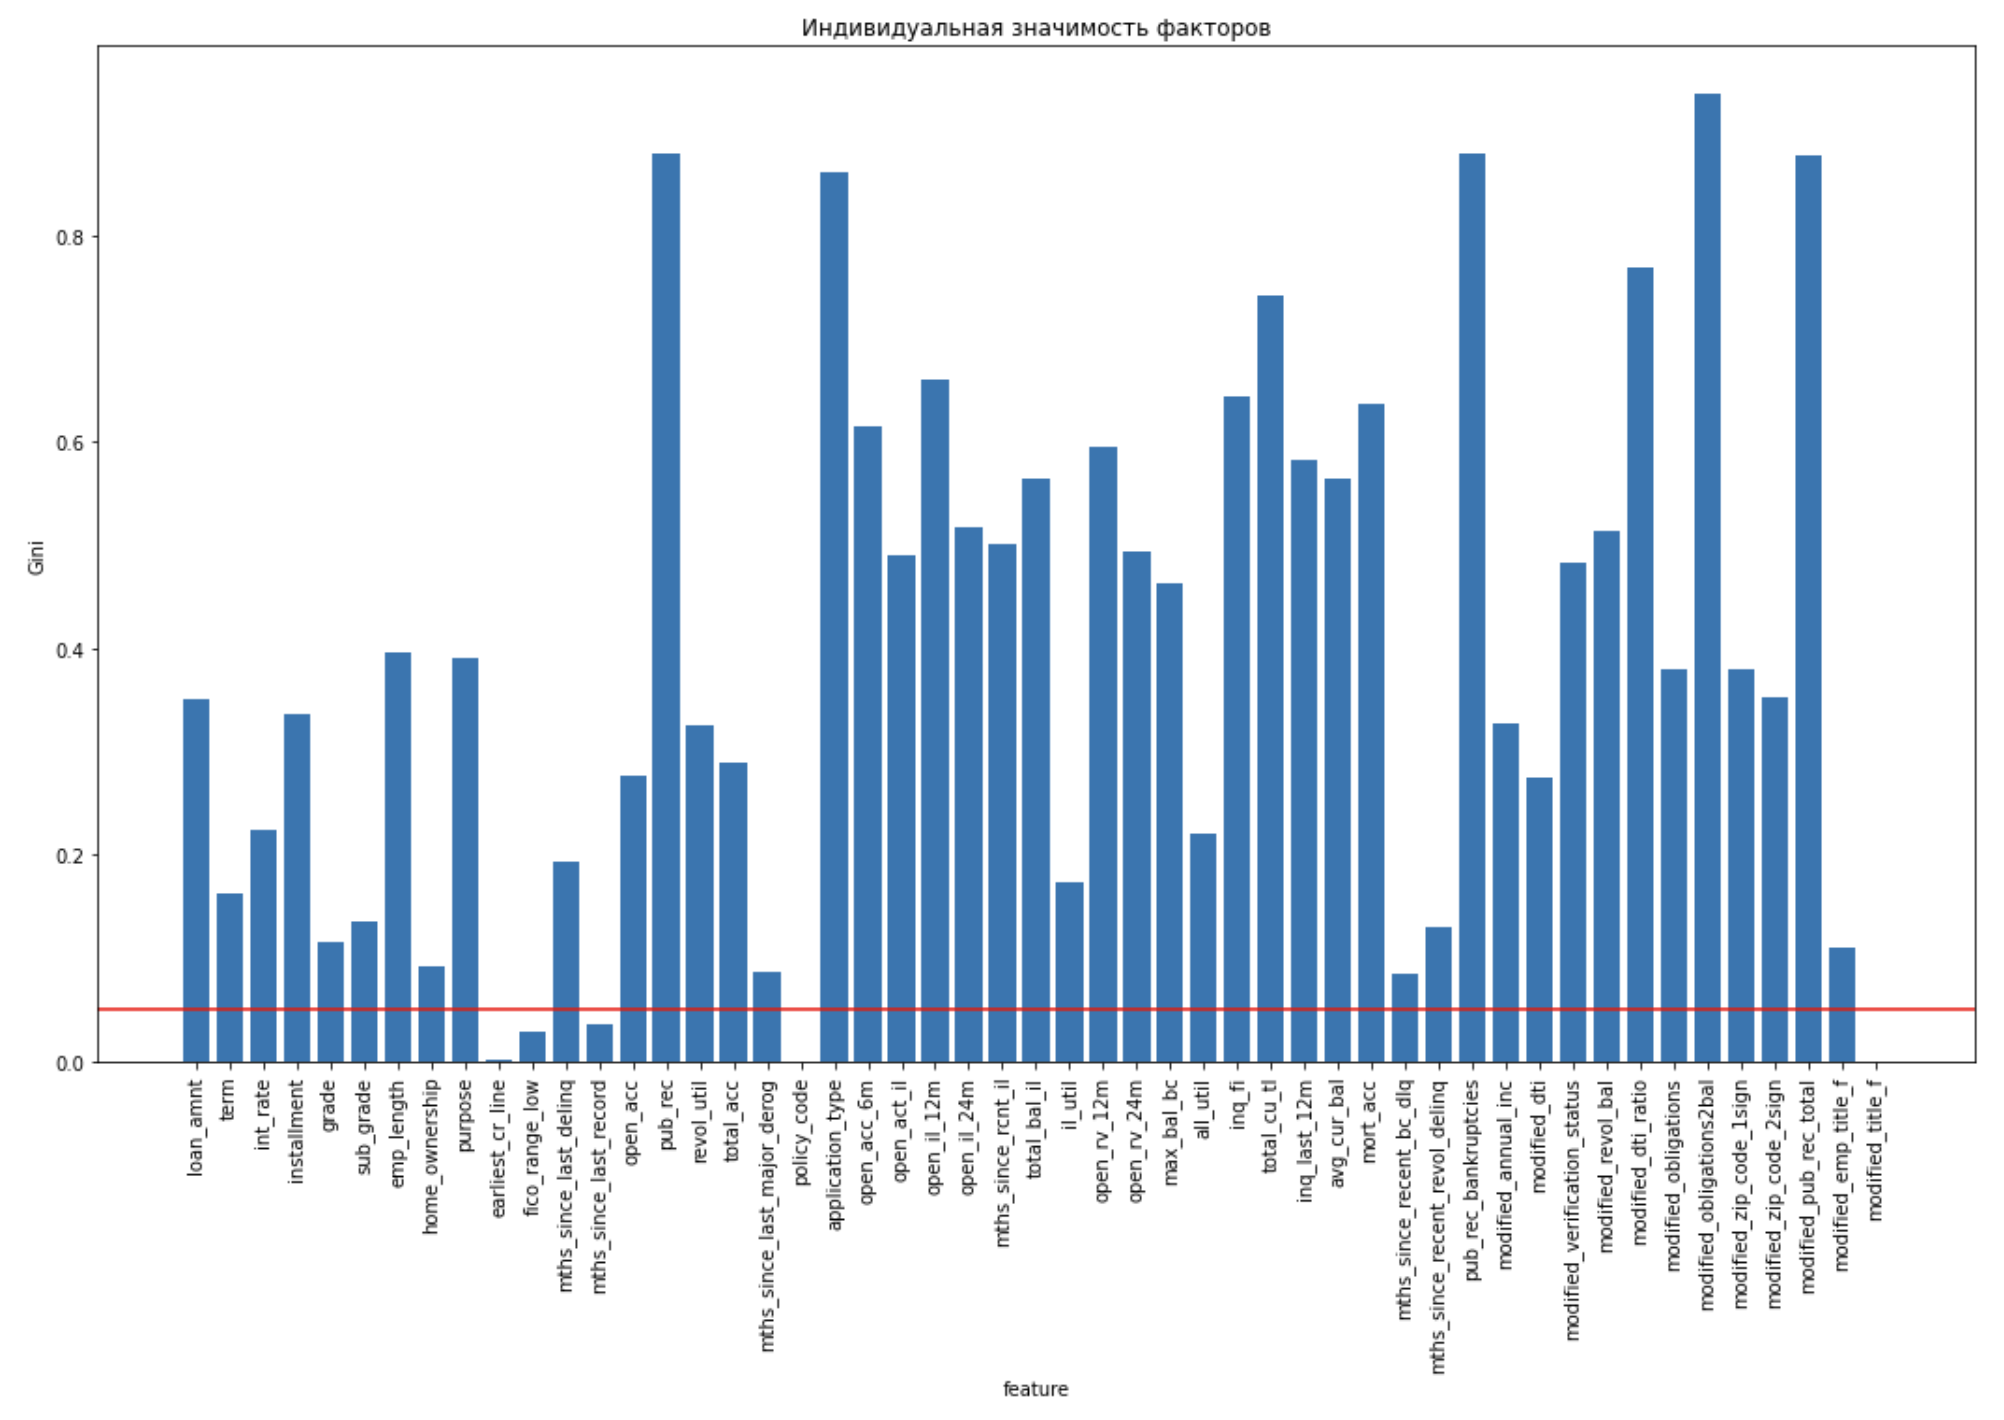 Индивидуальная значимость факторов
Gini
0.8
0.6
0.4
0.2
0.0
loan_amnt
term
int_rate
installment
grade
sub_grade
emp_length
home_ownership
purpose
earliest_cr_line
fico_range_low
mths_since_last_delinq
mths_since_last_record
open_acc
pub_rec
revol_util
total_acc
mths_since_last_major_derog
policy_code
application_type
open_acc_6m
open_act_il
open_il_12m
open_il_24m
mths_since_rcnt_il
total_bal_il
il_util
open_rv_12m
open_rv_24m
max_bal_bc
all_util
inq_fi
total_cu_tl
inq_last_12m
avg_cur_bal
mort_acc
mths_since_recent_bc_dlq
mths_since_recent_revol_delinq
pub_rec_bankruptcies
modified_annual_inc
modified_dti
modified_verification_status
modified_revol_bal
modified_dti_ratio
modified_obligations
modified_obligations2bal
modified_zip_code_1sign
modified_zip_code_2sign
modified_pub_rec_total
modified_emp_title_f
modified_title_f
feature